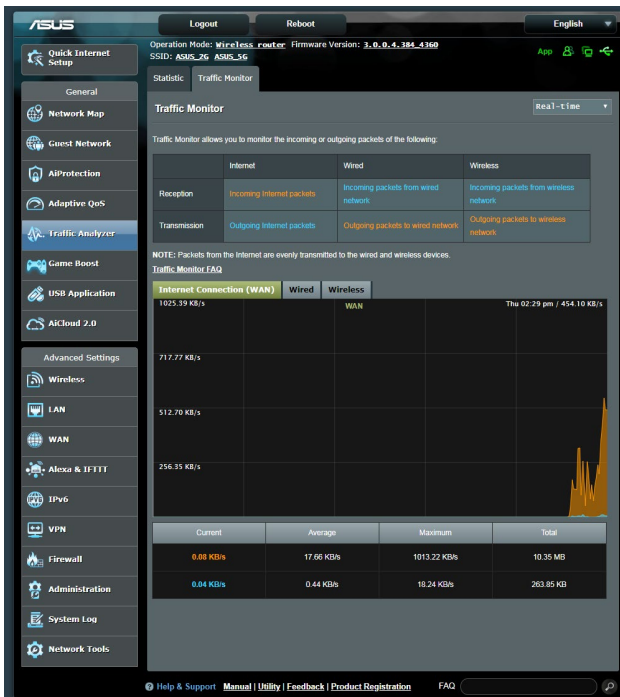 ASUS
Logout Reboot English
Quick Internet
Setup
Operation Mode: Wireless router Firmware Version: 3.0.0.4.384_4360
SSID: ASUS_2G ASUS_5G
App
Statistic Traffic Monitor
General
Network Map
Guest Network
AiProtection
Adaptive QoS
Traffic Analyzer
Game Boost
USB Application
AiCloud 2.0
Advanced Settings
Wireless
LAN
WAN
Alexa & IFTTT
IPv6
VPN
Firewall
Administration
System Log
Network Tools
Traffic Monitor
Real-time
Traffic Monitor allows you to monitor the incoming or outgoing packets of the following:
Internet Wired Wireless
Reception Incoming Internet packets Incoming packets from wired network Incoming packets from wireless network
Transmission Outgoing Internet packets Outgoing packets to wired network Outgoing packets to wireless network
NOTE: Packets from the Internet are evenly transmitted to the wired and wireless devices.
Traffic Monitor FAQ
Internet Connection (WAN) Wired Wireless
1025.39 KB/s WAN Thu 02:29 pm / 454.10 KB/s
717.77 KB/s
512.70 KB/s
256.35 KB/s
Current Average Maximum Total
0.08 KB/s 17.66 KB/s 1013.22 KB/s 10.35 MB
0.04 KB/s 0.44 KB/s 18.24 KB/s 263.85 KB
Help & Support Manual | Utility | Feedback | Product Registration FAQ